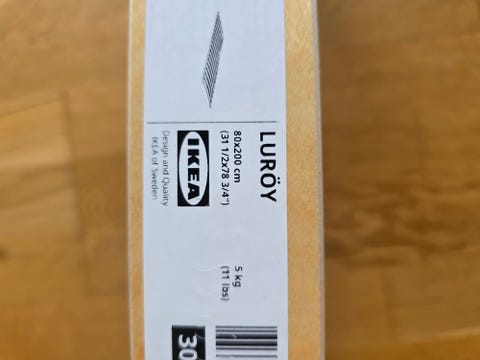 LURÖY
80x200 cm
(31 1/2x78 3/4")
5 kg
(11 lbs)
IKEA
Design and Quality
IKEA of Sweden
30